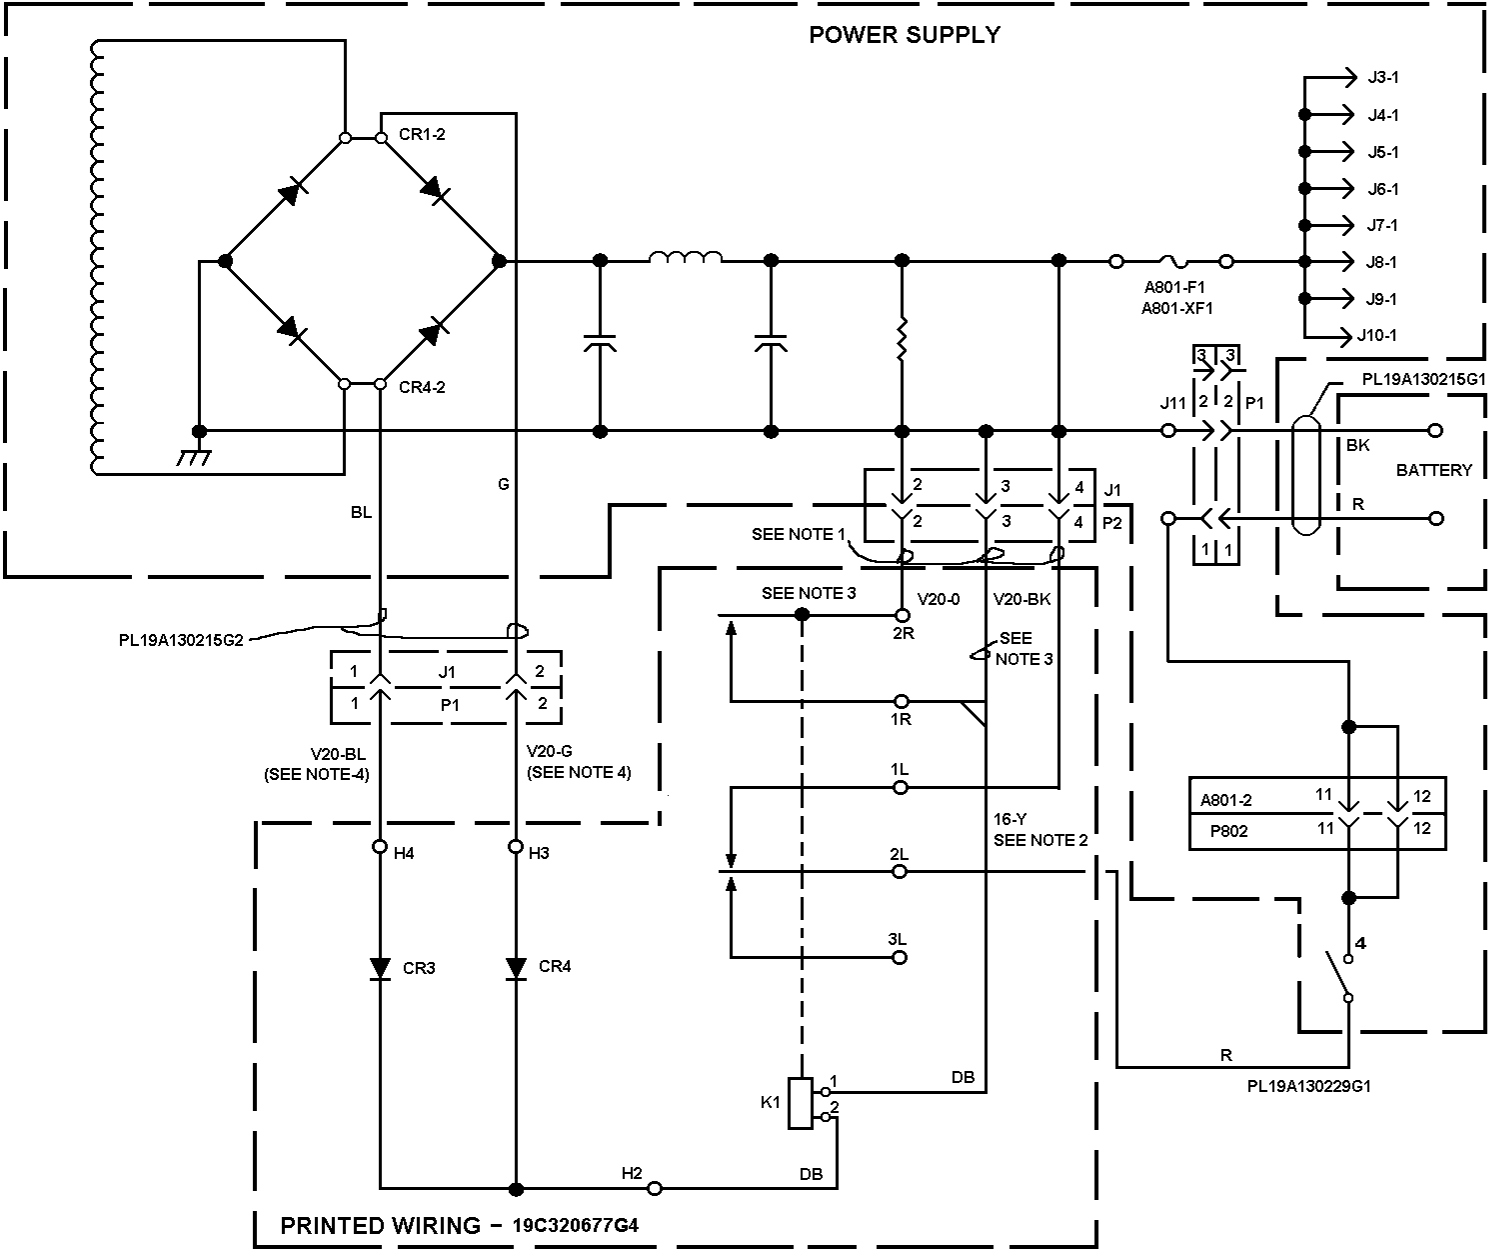 POWER SUPPLY
J3-1
J4-1
J5-1
J6-1
J7-1
J8-1
J9-1
J10-1
CR1-2
CR4-2
A801-F1
A801-XF1
3 3
J11 2 2 P1
1 1
PL19A130215G1
BK
BATTERY
R
BL
G
2 3 4 J1
2 3 4 P2
SEE NOTE 1
SEE NOTE 3
V20-0
V20-BK
2R
SEE
NOTE 3
PL19A130215G2
1 J1 2
1 P1 2
1R
V20-BL
(SEE NOTE-4)
V20-G
(SEE NOTE 4)
1L
A801-2 11 12
P802 11 12
16-Y
SEE NOTE 2
H4
H3
2L
3L
4
CR3
CR4
R
PL19A130229G1
K1
1
2
DB
H2
DB
PRINTED WIRING – 19C320677G4